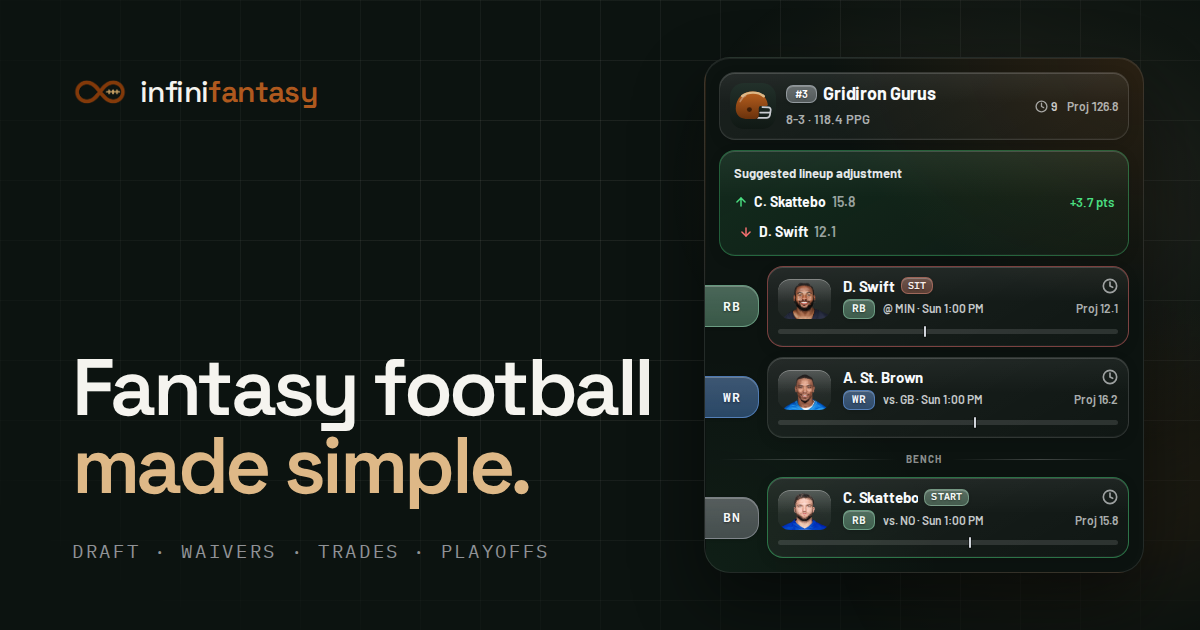 infinifantasy
Fantasy football
made simple.
DRAFT · WAIVERS · TRADES · PLAYOFFS
#3 Gridiron Gurus
8-3 · 118.4 PPG
9 Proj 126.8
Suggested lineup adjustment
↑ C. Skattebo 15.8 +3.7 pts
↓ D. Swift 12.1
RB
D. Swift SIT
RB @ MIN · Sun 1:00 PM Proj 12.1
WR
A. St. Brown
WR vs. GB · Sun 1:00 PM Proj 16.2
BENCH
BN
C. Skattebo START
RB vs. NO · Sun 1:00 PM Proj 15.8